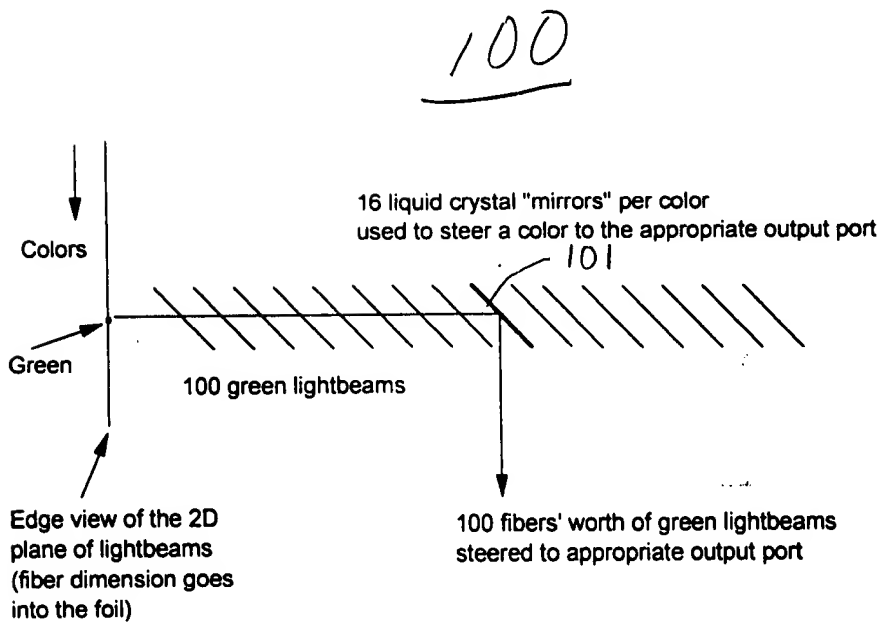 100
16 liquid crystal "mirrors" per color
used to steer a color to the appropriate output port
101
Colors
Green
100 green lightbeams
Edge view of the 2D
plane of lightbeams
(fiber dimension goes
into the foil)
100 fibers' worth of green lightbeams
steered to appropriate output port